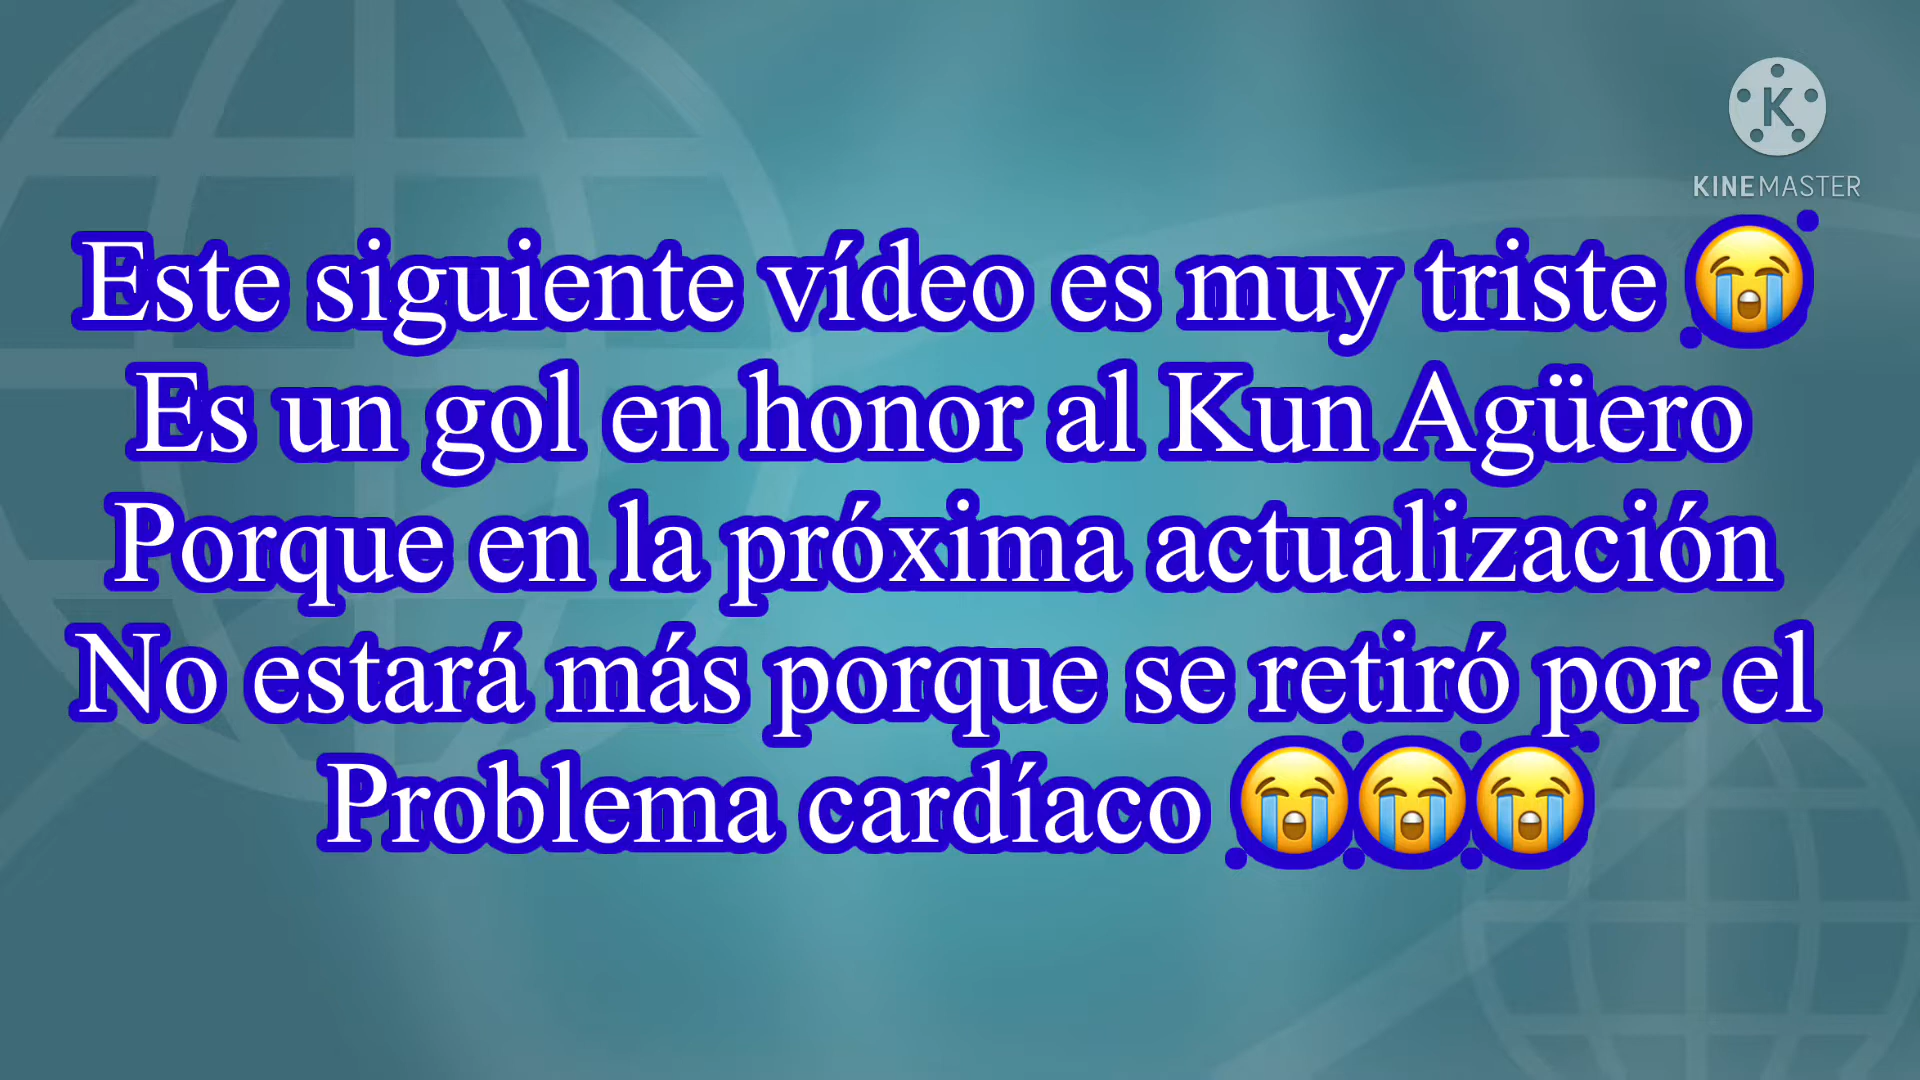 K
KINEMASTER
Este siguiente vídeo es muy triste 😭
Es un gol en honor al Kun Agüero
Porque en la próxima actualización
No estará más porque se retiró por el
Problema cardíaco 😭😭😭